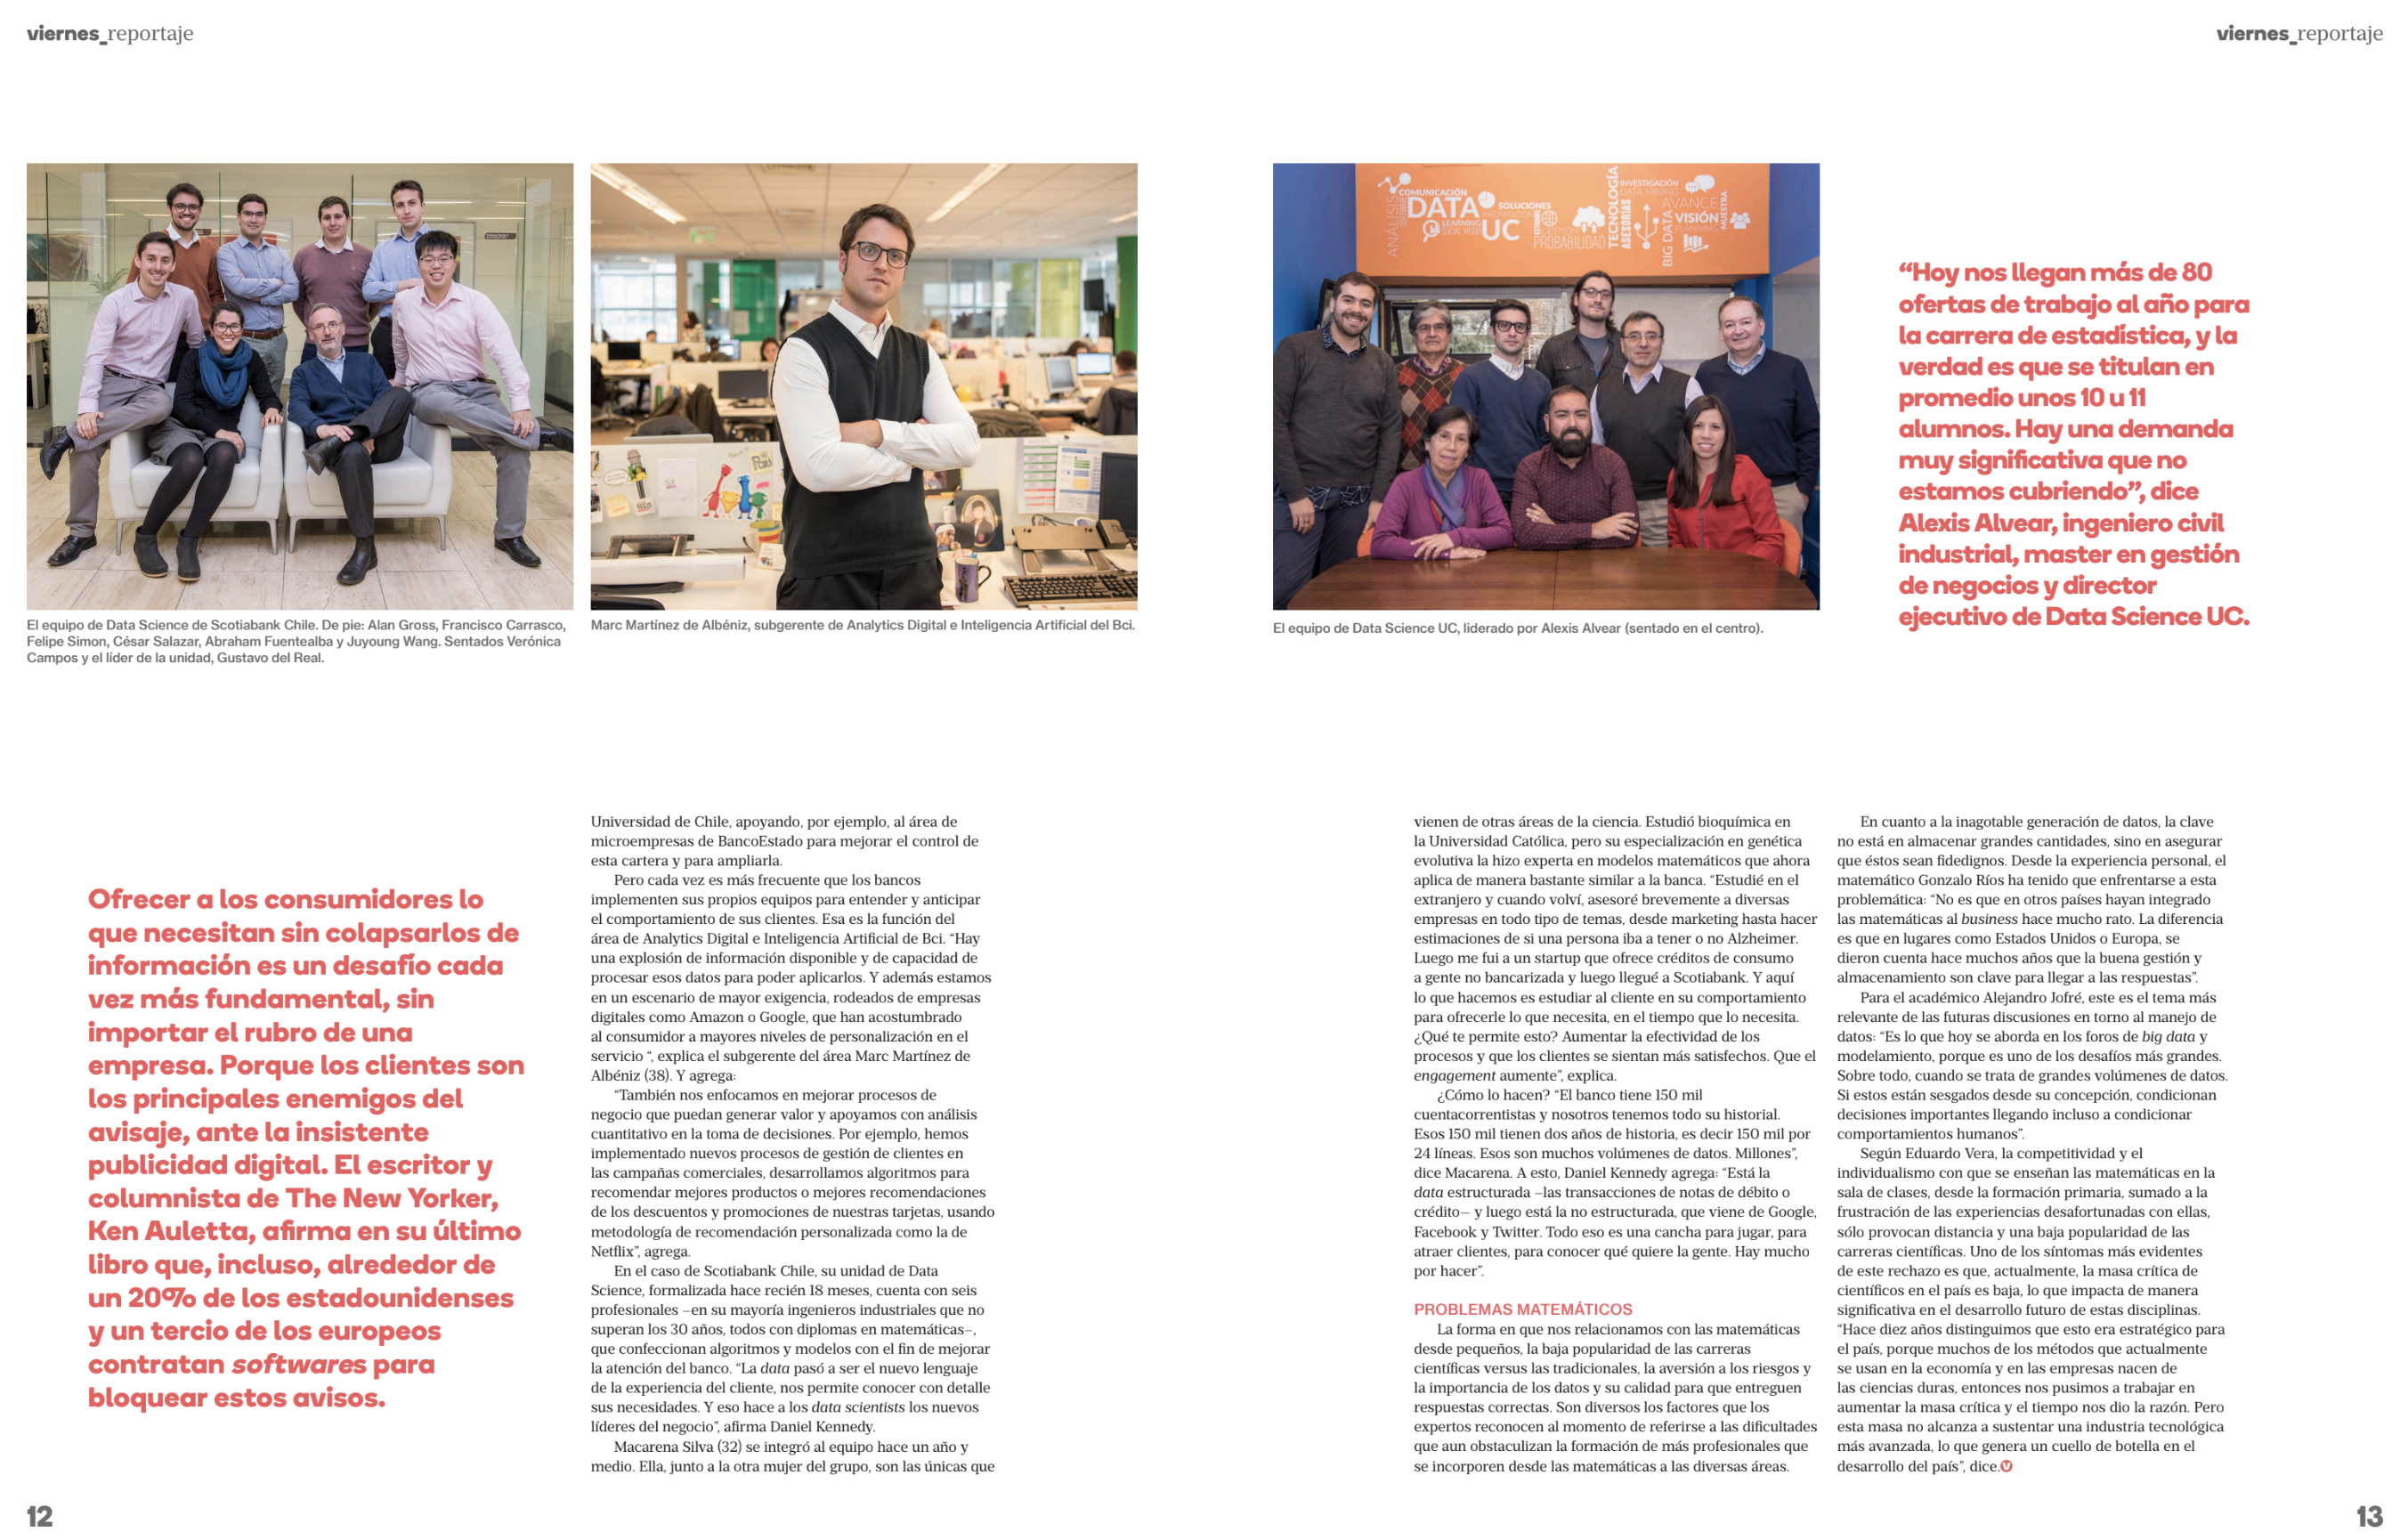 viernes_reportaje
viernes_reportaje
COMUNICACIÓN
ANÁLISIS
DATA
SOLUCIONES
LEARNING
SOCIAL MEDIA
UC
PROBABILIDAD
TECNOLOGÍA
ASESORÍAS
INVESTIGACIÓN
DATA MINING
AVANCE
VISIÓN
PLANNING
BIG DATA
MUESTRA
El equipo de Data Science de Scotiabank Chile. De pie: Alan Gross, Francisco Carrasco,
Felipe Simon, César Salazar, Abraham Fuentealba y Juyoung Wang. Sentados Verónica
Campos y el líder de la unidad, Gustavo del Real.
Marc Martínez de Albéniz, subgerente de Analytics Digital e Inteligencia Artificial del Bci.
El equipo de Data Science UC, liderado por Alexis Alvear (sentado en el centro).
“Hoy nos llegan más de 80
ofertas de trabajo al año para
la carrera de estadística, y la
verdad es que se titulan en
promedio unos 10 u 11
alumnos. Hay una demanda
muy significativa que no
estamos cubriendo”, dice
Alexis Alvear, ingeniero civil
industrial, master en gestión
de negocios y director
ejecutivo de Data Science UC.
Ofrecer a los consumidores lo
que necesitan sin colapsarlos de
información es un desafío cada
vez más fundamental, sin
importar el rubro de una
empresa. Porque los clientes son
los principales enemigos del
avisaje, ante la insistente
publicidad digital. El escritor y
columnista de The New Yorker,
Ken Auletta, afirma en su último
libro que, incluso, alrededor de
un 20% de los estadounidenses
y un tercio de los europeos
contratan softwares para
bloquear estos avisos.
Universidad de Chile, apoyando, por ejemplo, al área de
microempresas de BancoEstado para mejorar el control de
esta cartera y para ampliarla.
Pero cada vez es más frecuente que los bancos
implementen sus propios equipos para entender y anticipar
el comportamiento de sus clientes. Esa es la función del
área de Analytics Digital e Inteligencia Artificial de Bci. “Hay
una explosión de información disponible y de capacidad de
procesar esos datos para poder aplicarlos. Y además estamos
en un escenario de mayor exigencia, rodeados de empresas
digitales como Amazon o Google, que han acostumbrado
al consumidor a mayores niveles de personalización en el
servicio “, explica el subgerente del área Marc Martínez de
Albéniz (38). Y agrega:
“También nos enfocamos en mejorar procesos de
negocio que puedan generar valor y apoyamos con análisis
cuantitativo en la toma de decisiones. Por ejemplo, hemos
implementado nuevos procesos de gestión de clientes en
las campañas comerciales, desarrollamos algoritmos para
recomendar mejores productos o mejores recomendaciones
de los descuentos y promociones de nuestras tarjetas, usando
metodología de recomendación personalizada como la de
Netflix”, agrega.
En el caso de Scotiabank Chile, su unidad de Data
Science, formalizada hace recién 18 meses, cuenta con seis
profesionales –en su mayoría ingenieros industriales que no
superan los 30 años, todos con diplomas en matemáticas–,
que confeccionan algoritmos y modelos con el fin de mejorar
la atención del banco. “La data pasó a ser el nuevo lenguaje
de la experiencia del cliente, nos permite conocer con detalle
sus necesidades. Y eso hace a los data scientists los nuevos
líderes del negocio”, afirma Daniel Kennedy.
Macarena Silva (32) se integró al equipo hace un año y
medio. Ella, junto a la otra mujer del grupo, son las únicas que
vienen de otras áreas de la ciencia. Estudió bioquímica en
la Universidad Católica, pero su especialización en genética
evolutiva la hizo experta en modelos matemáticos que ahora
aplica de manera bastante similar a la banca. “Estudié en el
extranjero y cuando volví, asesoré brevemente a diversas
empresas en todo tipo de temas, desde marketing hasta hacer
estimaciones de si una persona iba a tener o no Alzheimer.
Luego me fui a un startup que ofrece créditos de consumo
a gente no bancarizada y luego llegué a Scotiabank. Y aquí
lo que hacemos es estudiar al cliente en su comportamiento
para ofrecerle lo que necesita, en el tiempo que lo necesita.
¿Qué te permite esto? Aumentar la efectividad de los
procesos y que los clientes se sientan más satisfechos. Que el
engagement aumente”, explica.
¿Cómo lo hacen? “El banco tiene 150 mil
cuentacorrentistas y nosotros tenemos todo su historial.
Esos 150 mil tienen dos años de historia, es decir 150 mil por
24 líneas. Esos son muchos volúmenes de datos. Millones”,
dice Macarena. A esto, Daniel Kennedy agrega: “Está la
data estructurada –las transacciones de notas de débito o
crédito– y luego está la no estructurada, que viene de Google,
Facebook y Twitter. Todo eso es una cancha para jugar, para
atraer clientes, para conocer qué quiere la gente. Hay mucho
por hacer”.
PROBLEMAS MATEMÁTICOS
La forma en que nos relacionamos con las matemáticas
desde pequeños, la baja popularidad de las carreras
científicas versus las tradicionales, la aversión a los riesgos y
la importancia de los datos y su calidad para que entreguen
respuestas correctas. Son diversos los factores que los
expertos reconocen al momento de referirse a las dificultades
que aun obstaculizan la formación de más profesionales que
se incorporen desde las matemáticas a las diversas áreas.
En cuanto a la inagotable generación de datos, la clave
no está en almacenar grandes cantidades, sino en asegurar
que éstos sean fidedignos. Desde la experiencia personal, el
matemático Gonzalo Ríos ha tenido que enfrentarse a esta
problemática: “No es que en otros países hayan integrado
las matemáticas al business hace mucho rato. La diferencia
es que en lugares como Estados Unidos o Europa, se
dieron cuenta hace muchos años que la buena gestión y
almacenamiento son clave para llegar a las respuestas”.
Para el académico Alejandro Jofré, este es el tema más
relevante de las futuras discusiones en torno al manejo de
datos: “Es lo que hoy se aborda en los foros de big data y
modelamiento, porque es uno de los desafíos más grandes.
Sobre todo, cuando se trata de grandes volúmenes de datos.
Si estos están sesgados desde su concepción, condicionan
decisiones importantes llegando incluso a condicionar
comportamientos humanos”.
Según Eduardo Vera, la competitividad y el
individualismo con que se enseñan las matemáticas en la
sala de clases, desde la formación primaria, sumado a la
frustración de las experiencias desafortunadas con ellas,
sólo provocan distancia y una baja popularidad de las
carreras científicas. Uno de los síntomas más evidentes
de este rechazo es que, actualmente, la masa crítica de
científicos en el país es baja, lo que impacta de manera
significativa en el desarrollo futuro de estas disciplinas.
“Hace diez años distinguimos que esto era estratégico para
el país, porque muchos de los métodos que actualmente
se usan en la economía y en las empresas nacen de
las ciencias duras, entonces nos pusimos a trabajar en
aumentar la masa crítica y el tiempo nos dio la razón. Pero
esta masa no alcanza a sustentar una industria tecnológica
más avanzada, lo que genera un cuello de botella en el
desarrollo del país”, dice.V
12
13